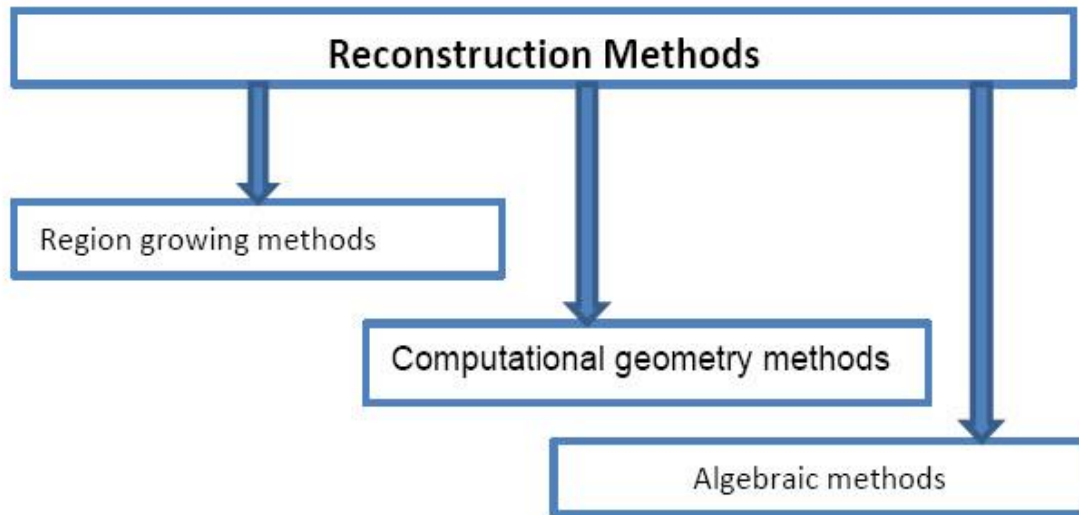 Reconstruction Methods
Region growing methods
Computational geometry methods
Algebraic methods